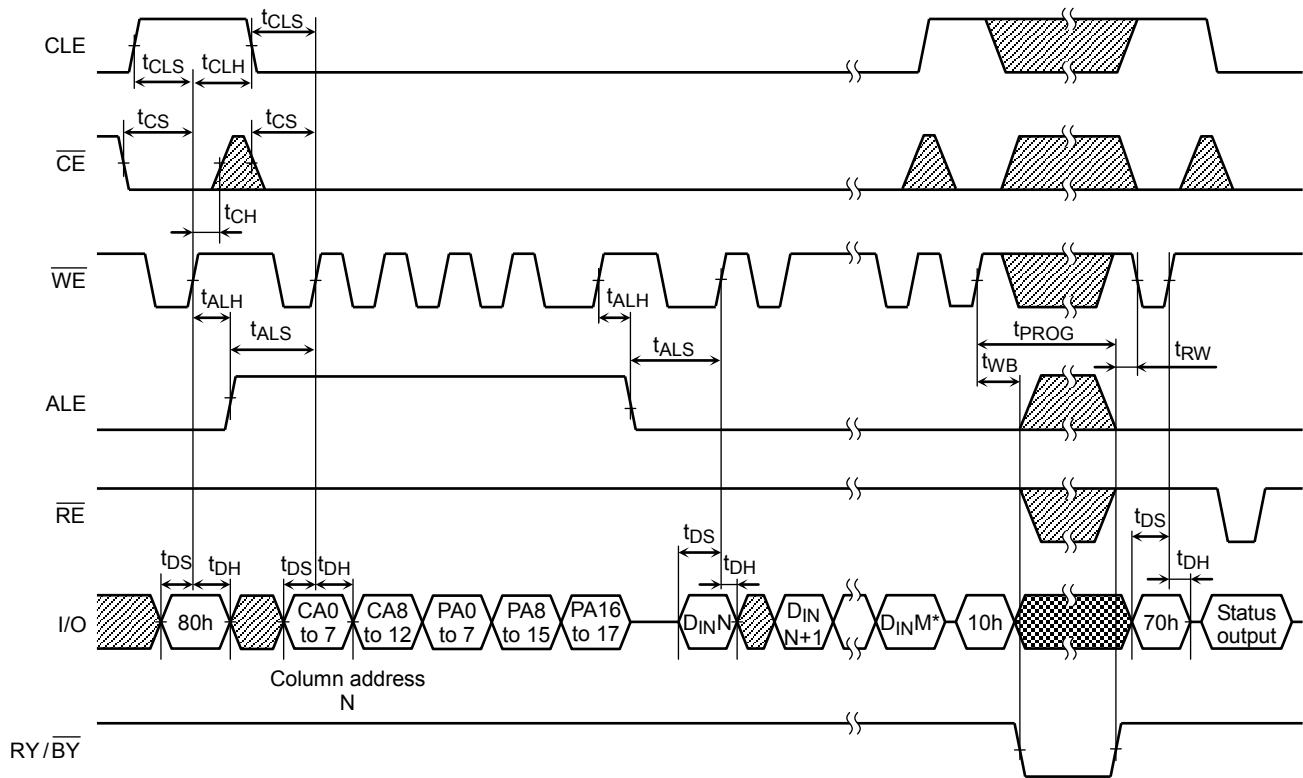 tCLS
CLE
tCLS tCLH
tCS tCS
CE
tCH
WE
tALH tALH
tALS tPROG
tALS tRW
tWB
ALE
RE
tDS tDH tDS tDH tDS tDH tDS tDH
I/O
80h
CA0
to 7
CA8
to 12
PA0
to 7
PA8
to 15
PA16
to 17
DINN
DIN
N+1
DINM*
10h
70h
Status
output
Column address
N
RY/BY